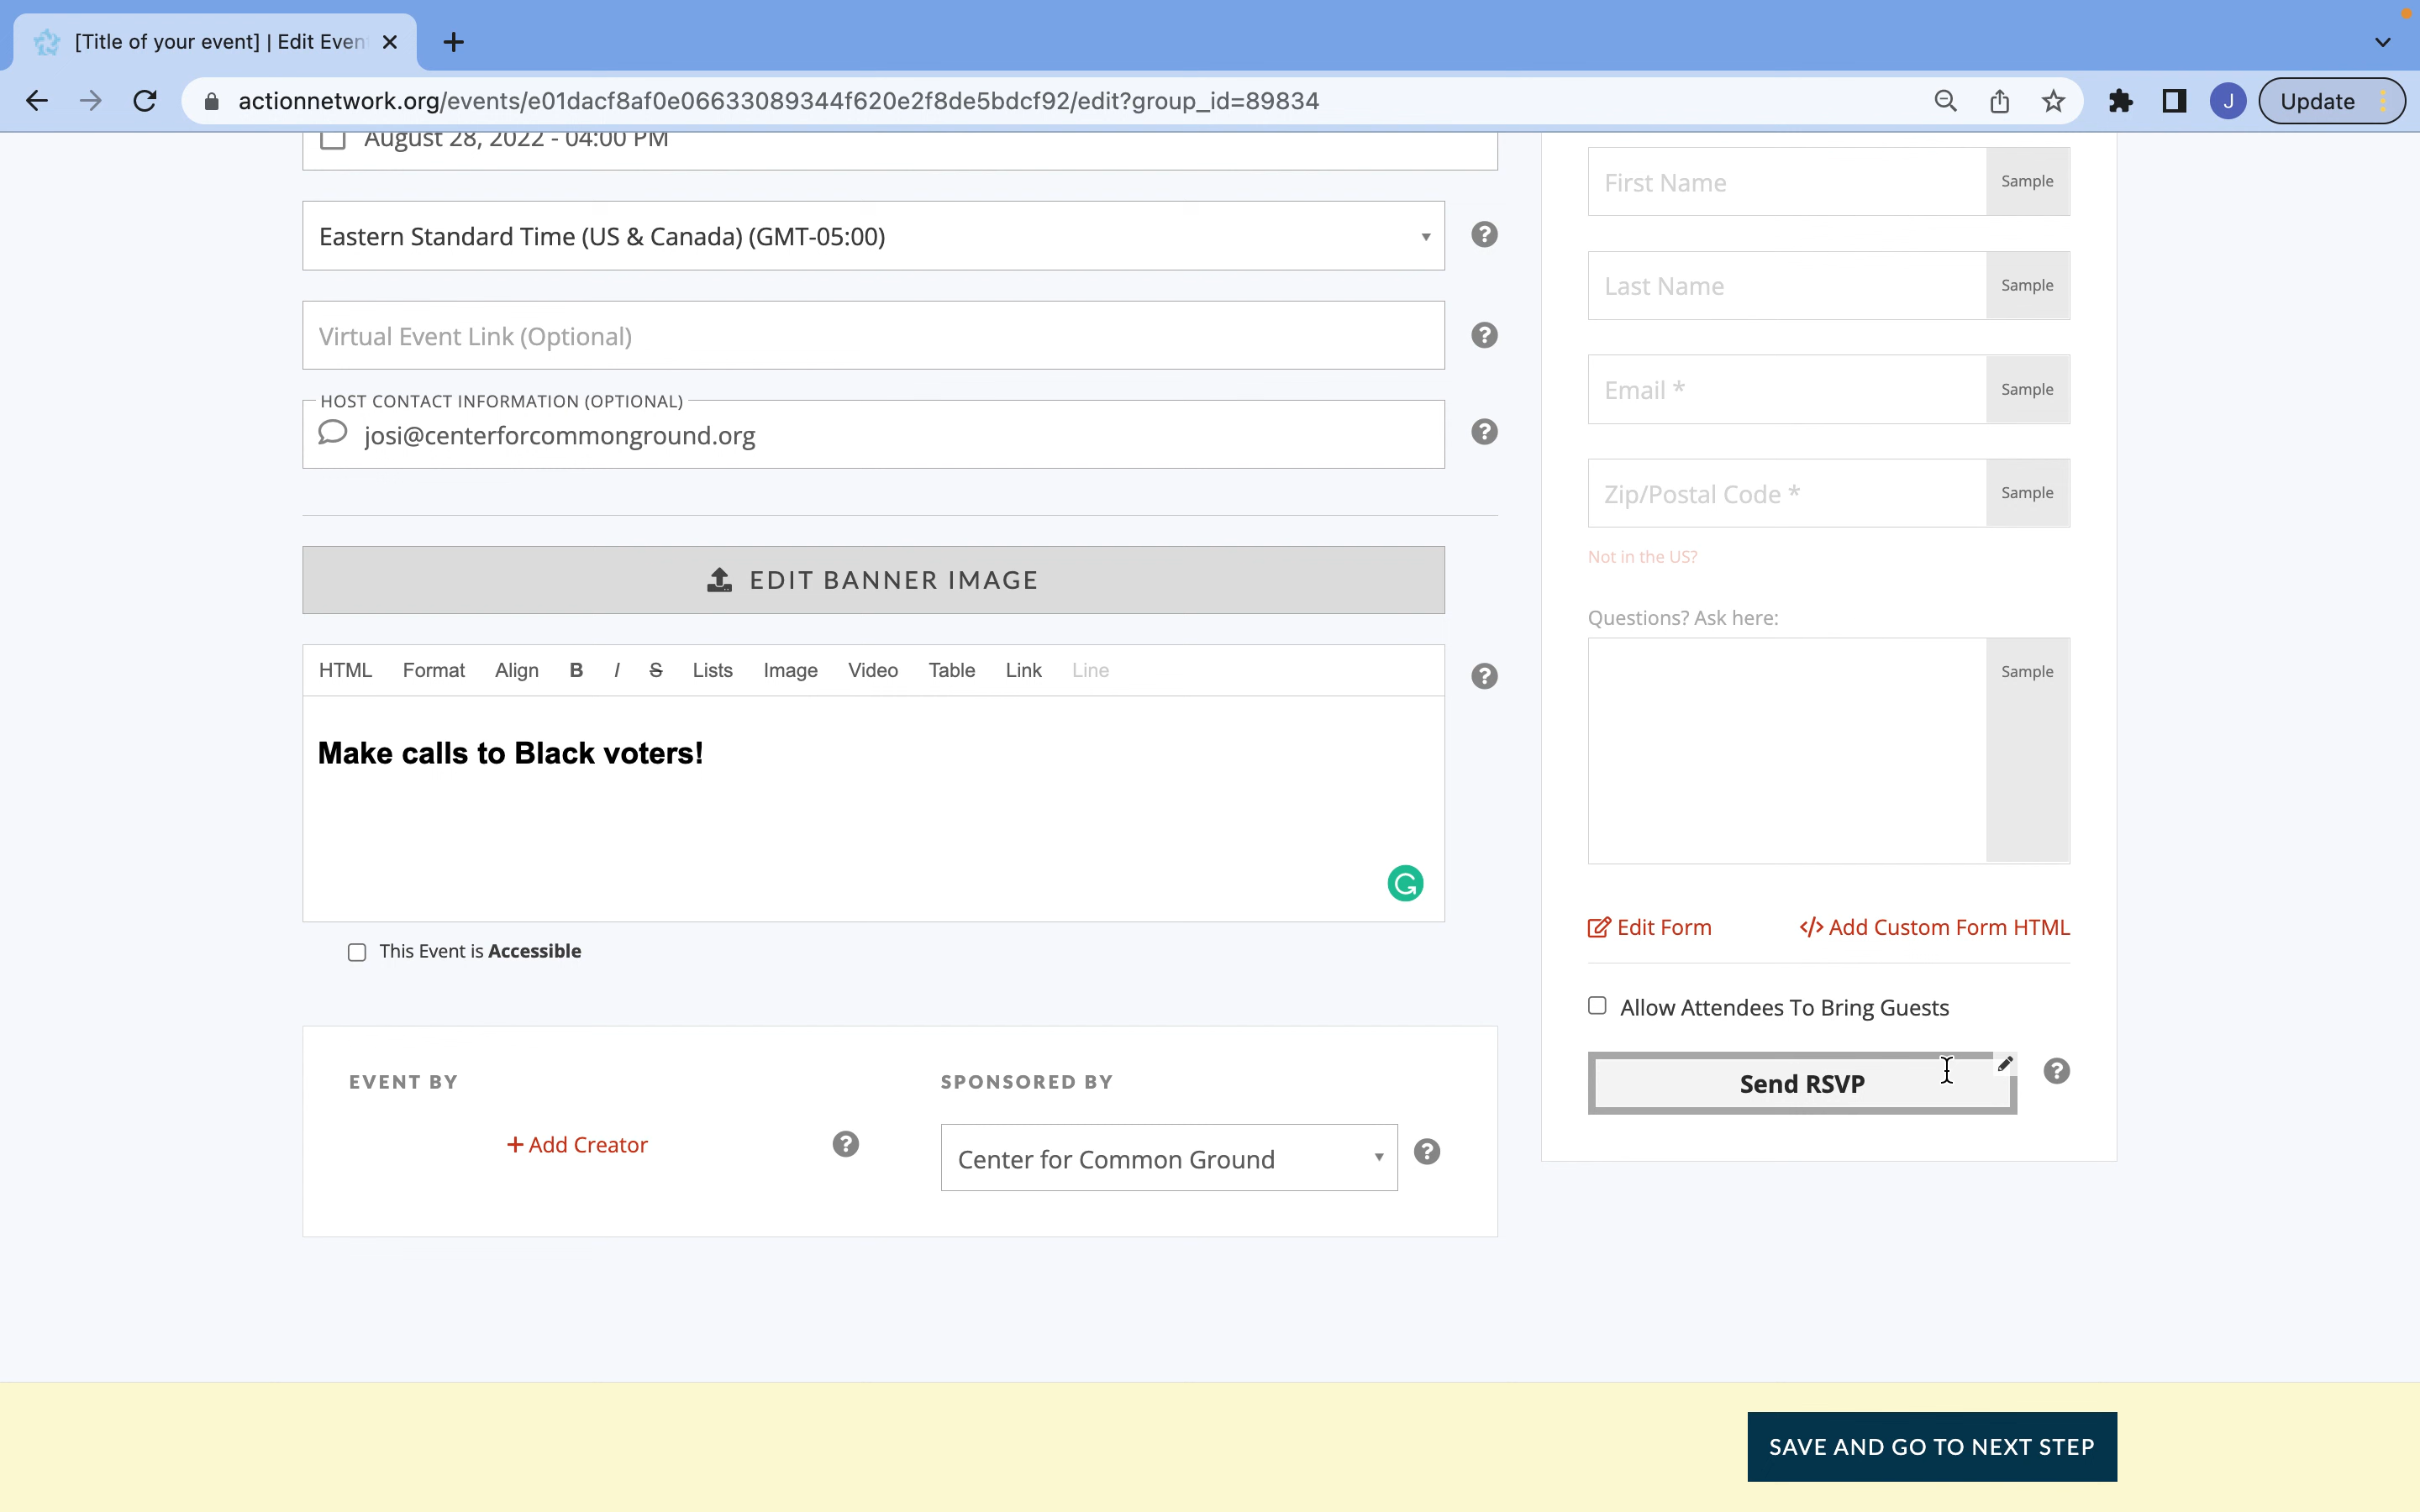 [Title of your event] | Edit Even
actionnetwork.org/events/e01dacf8af0e06633089344f620e2f8de5bdcf92/edit?group_id=89834
J
Update
August 28, 2022 - 04:00 PM
Eastern Standard Time (US & Canada) (GMT-05:00)
Virtual Event Link (Optional)
HOST CONTACT INFORMATION (OPTIONAL)
josi@centerforcommonground.org
EDIT BANNER IMAGE
HTML Format Align B I S Lists Image Video Table Link Line
Make calls to Black voters!
This Event is Accessible
EVENT BY
+ Add Creator
SPONSORED BY
Center for Common Ground
First Name Sample
Last Name Sample
Email * Sample
Zip/Postal Code * Sample
Not in the US?
Questions? Ask here:
Sample
Edit Form </> Add Custom Form HTML
Allow Attendees To Bring Guests
Send RSVP
SAVE AND GO TO NEXT STEP